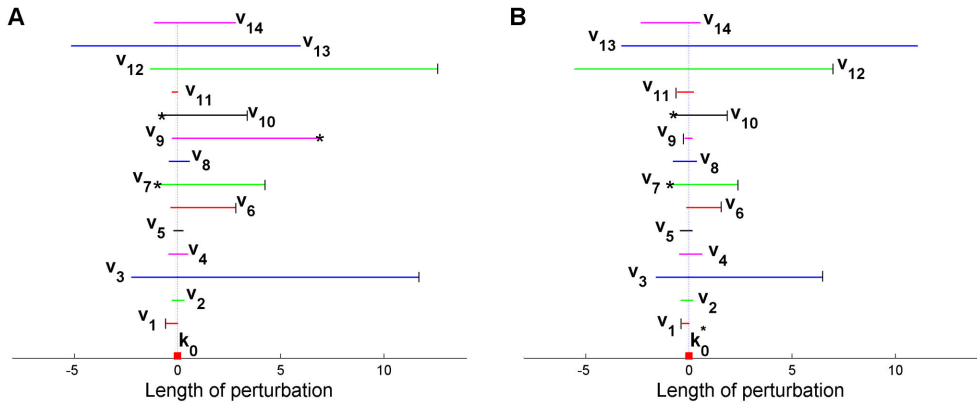 A
v14
v13
v12
v11
* v10
v9 *
v8
v7 *
v6
v5
v4
v3
v2
v1
k0
-5 0 5 10
Length of perturbation
B
v14
v13
v12
v11
* v10
v9
v8
v7 *
v6
v5
v4
v3
v2
v1
k0*
-5 0 5 10
Length of perturbation